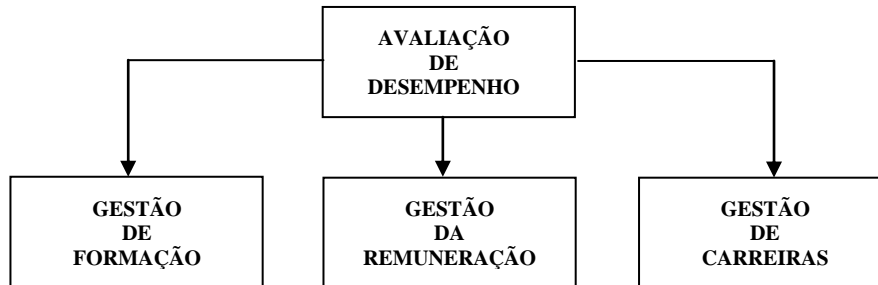 AVALIAÇÃO
DE
DESEMPENHO
GESTÃO
DE
FORMAÇÃO
GESTÃO
DA
REMUNERAÇÃO
GESTÃO
DE
CARREIRAS